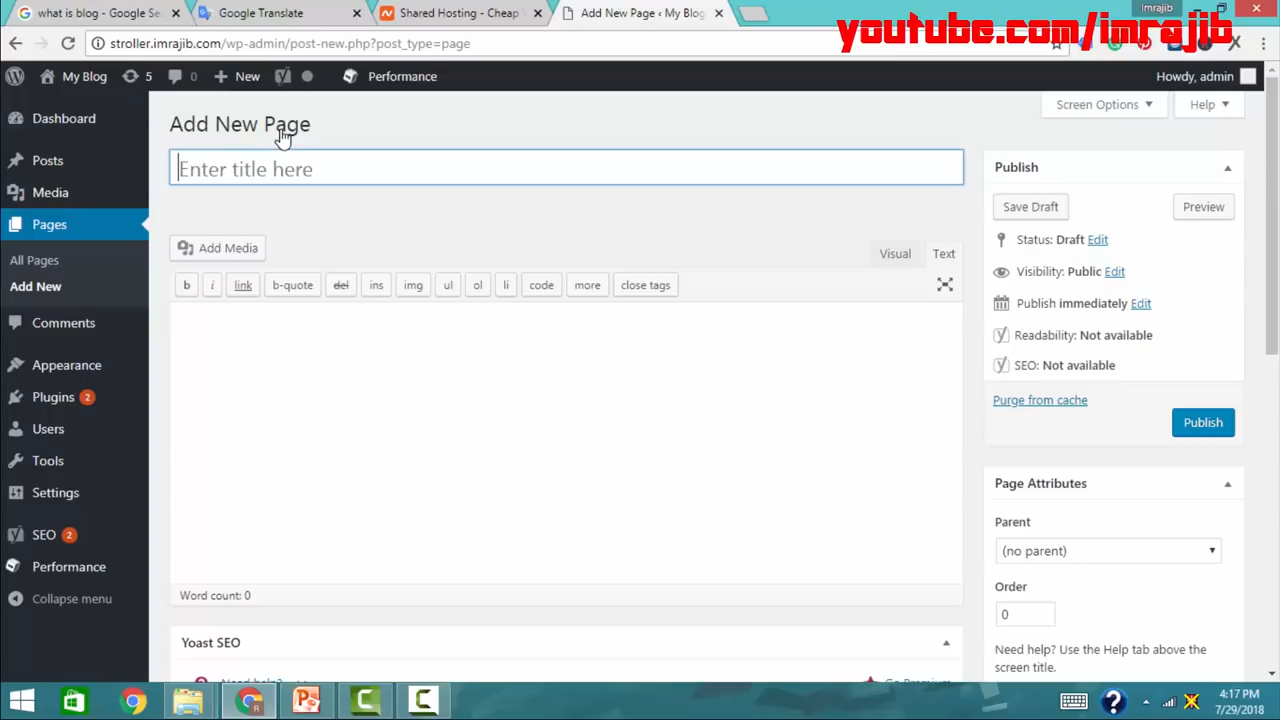 what is blog - Google Se
Google Translate
Shared Hosting - Cheap
Add New Page ‹ My Blog
imrajib
youtube.com/imrajib
stroller.imrajib.com/wp-admin/post-new.php?post_type=page
My Blog
5
0
New
Performance
Howdy, admin
Screen Options
Help
Dashboard
Posts
Media
Pages
All Pages
Add New
Comments
Appearance
Plugins 2
Users
Tools
Settings
SEO 2
Performance
Collapse menu
Add New Page
Enter title here
Add Media
Visual
Text
b
i
link
b-quote
del
ins
img
ul
ol
li
code
more
close tags
Word count: 0
Yoast SEO
Need help?
Go Premium
Publish
Save Draft
Preview
Status: Draft Edit
Visibility: Public Edit
Publish immediately Edit
Readability: Not available
SEO: Not available
Purge from cache
Publish
Page Attributes
Parent
(no parent)
Order
0
Need help? Use the Help tab above the
screen title.
4:17 PM
7/29/2018